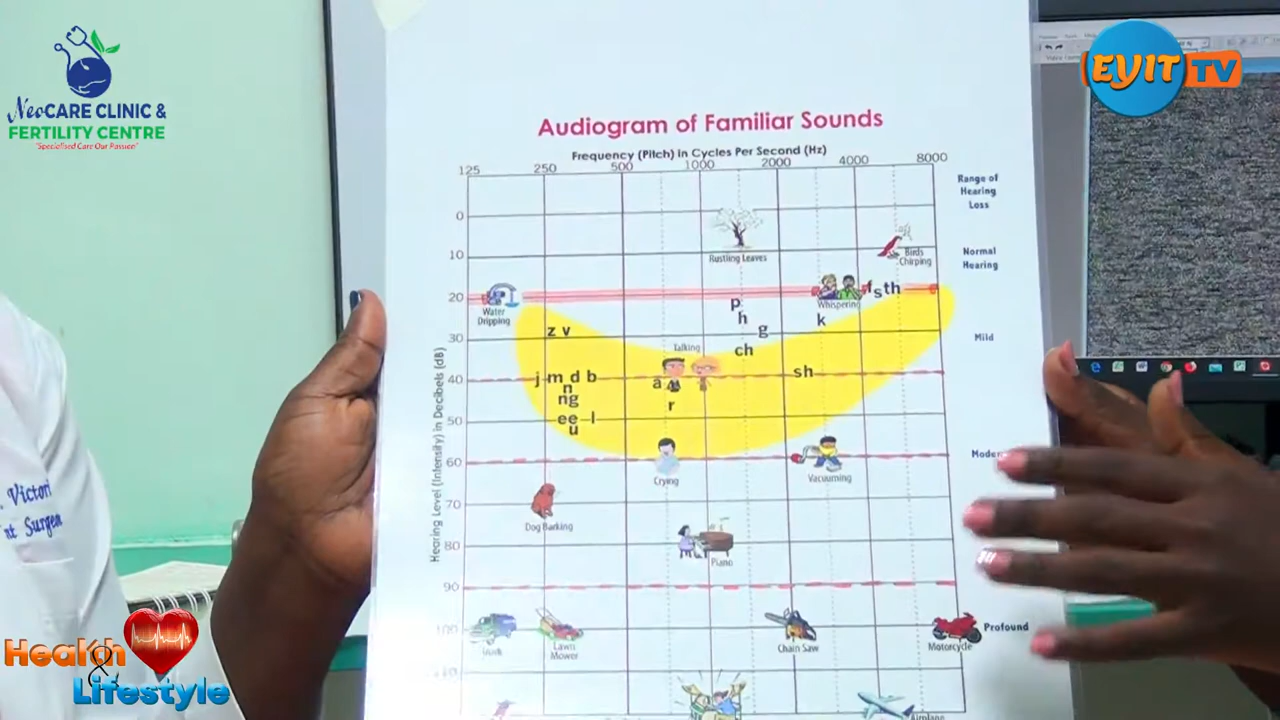 NeoCARE CLINIC &
FERTILITY CENTRE
"Specialised Care Our Passion"
EVIT TV
Audiogram of Familiar Sounds
Frequency (Pitch) in Cycles Per Second (Hz)
125 250 500 1000 2000 4000 8000
Range of
Hearing
Loss
0
Rustling Leaves
Birds
Chirping
10
Normal
Hearing
20
Water
Dripping
Whispering
f s th
p
h
k
g
z v
30
Mild
Talking
ch
sh
40
j m d b
n
ng
a
r
50
ee l
u
60
Crying
Vacuuming
70
Dog Barking
80
Piano
90
100
Truck
Lawn
Mower
Chain Saw
Motorcycle
Profound
110
Airplane
Hearing Level (Intensity) in Decibels (dB)
Health
&
Lifestyle